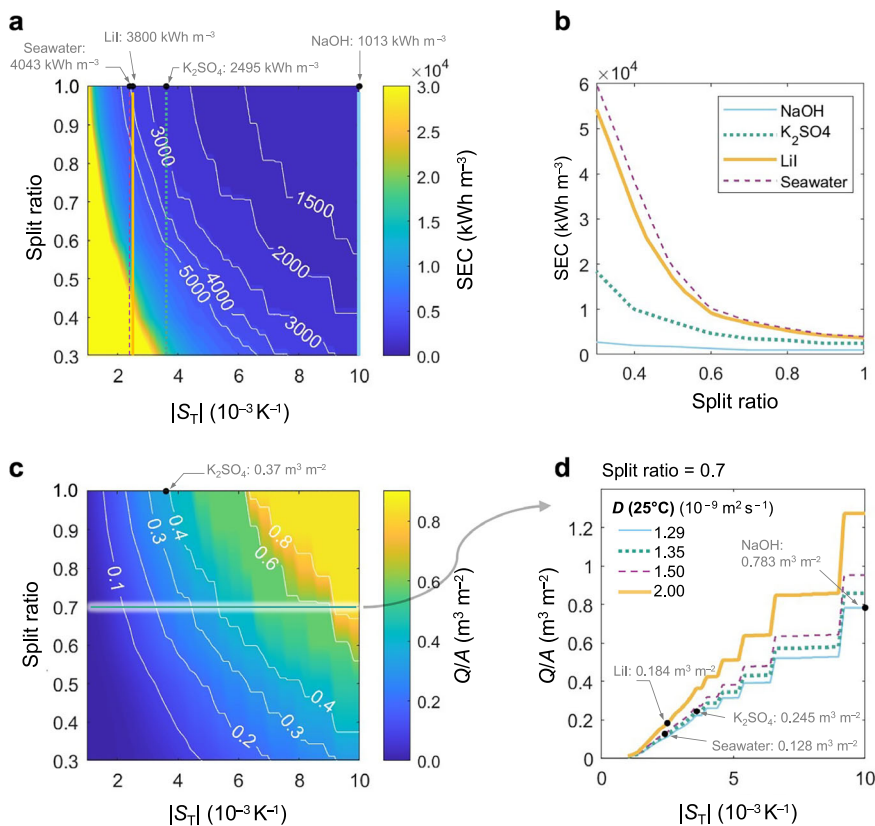 a
LiI: 3800 kWh m⁻³
NaOH: 1013 kWh m⁻³
Seawater:
4043 kWh m⁻³
K₂SO₄: 2495 kWh m⁻³
× 10⁴
1.0
0.9
0.8
0.7
0.6
0.5
0.4
0.3
Split ratio
3000
1500
2000
4000
5000
3000
2
4
6
8
10
|S_T| (10⁻³ K⁻¹)
3.0
2.5
2.0
1.5
1.0
0.5
0.0
SEC (kWh m⁻³)
b
× 10⁴
6
5
4
3
2
1
0
SEC (kWh m⁻³)
NaOH
K₂SO4
LiI
Seawater
0.4
0.6
0.8
1
Split ratio
c
K₂SO₄: 0.37 m³ m⁻²
1.0
0.9
0.8
0.7
0.6
0.5
0.4
0.3
Split ratio
0.1
0.3
0.4
0.6
0.8
0.2
0.3
0.4
2
4
6
8
10
|S_T| (10⁻³ K⁻¹)
0.8
0.6
0.4
0.2
0.0
Q/A (m³ m⁻²)
d
Split ratio = 0.7
D (25°C) (10⁻⁹ m² s⁻¹)
1.29
1.35
1.50
2.00
NaOH:
0.783 m³ m⁻²
LiI: 0.184 m³ m⁻²
K₂SO₄: 0.245 m³ m⁻²
Seawater: 0.128 m³ m⁻²
1.2
1
0.8
0.6
0.4
0.2
0
Q/A (m³ m⁻²)
0
5
10
|S_T| (10⁻³ K⁻¹)